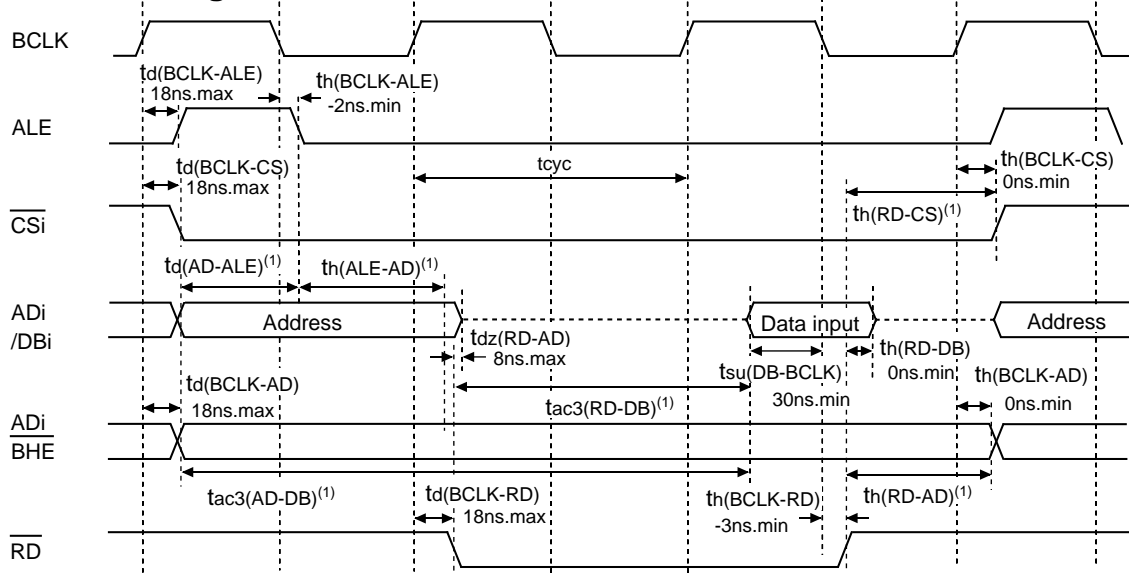 BCLK
td(BCLK-ALE)
18ns.max
th(BCLK-ALE)
-2ns.min
ALE
td(BCLK-CS)
18ns.max
tcyc
th(BCLK-CS)
0ns.min
th(RD-CS)(1)
CSi
td(AD-ALE)(1)
th(ALE-AD)(1)
ADi
/DBi
Address
Data input
Address
tdz(RD-AD)
8ns.max
th(RD-DB)
0ns.min
tsu(DB-BCLK)
30ns.min
td(BCLK-AD)
18ns.max
tac3(RD-DB)(1)
th(BCLK-AD)
0ns.min
ADi
BHE
tac3(AD-DB)(1)
td(BCLK-RD)
18ns.max
th(BCLK-RD)
-3ns.min
th(RD-AD)(1)
RD